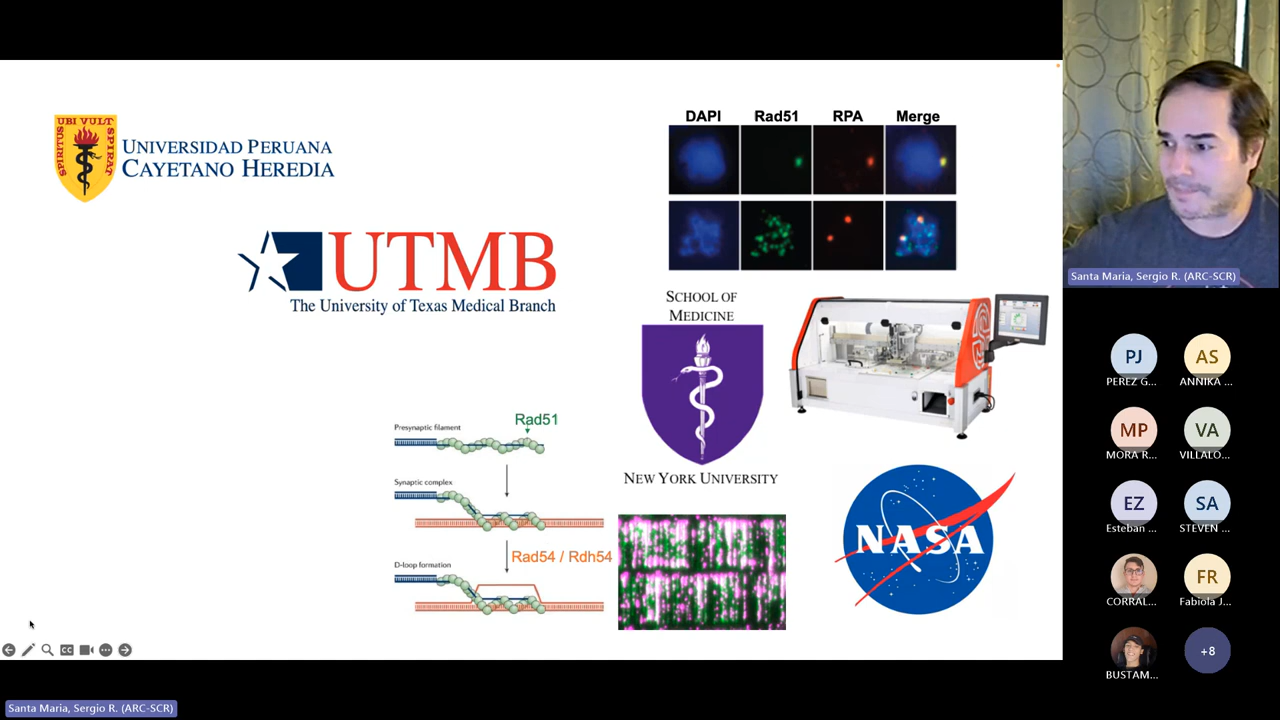 SPIRITUS UBI VULT SPIRAT
UNIVERSIDAD PERUANA
CAYETANO HEREDIA
UTMB
The University of Texas Medical Branch
DAPI Rad51 RPA Merge
SCHOOL OF
MEDICINE
NEW YORK UNIVERSITY
Rad51
Presynaptic filament
Synaptic complex
Rad54 / Rdh54
D-loop formation
NASA
CC
Santa Maria, Sergio R. (ARC-SCR)
Santa Maria, Sergio R. (ARC-SCR)
PJ AS
PEREZ G... ANNIKA ...
MP VA
MORA R... VILLALO...
EZ SA
Esteban ... STEVEN ...
FR
CORRAL... Fabiola J...
+8
BUSTAM...